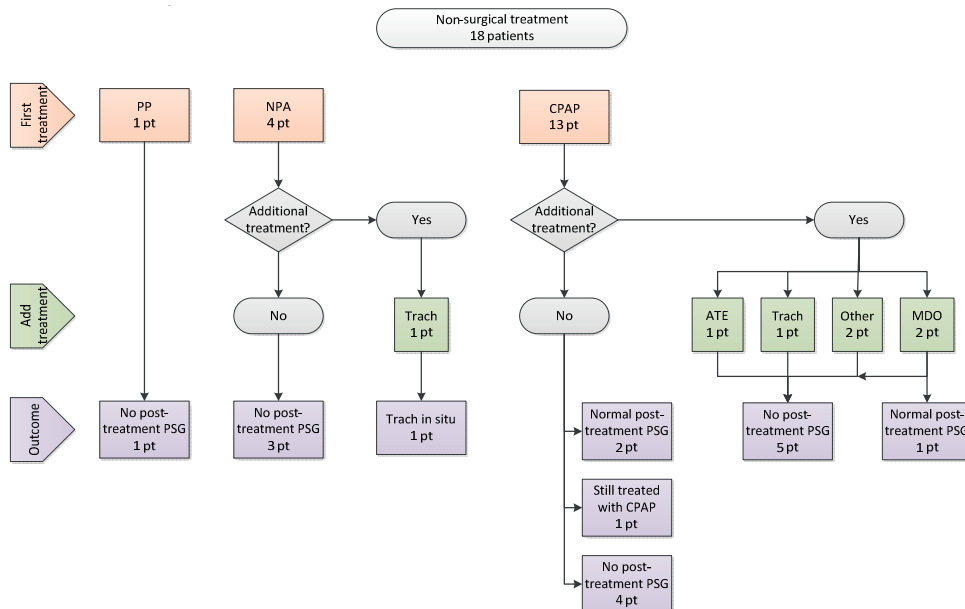 Non-surgical treatment
18 patients
First
treatment
PP
1 pt
NPA
4 pt
CPAP
13 pt
Additional
treatment?
Yes
Additional
treatment?
Yes
Add
treatment
No
Trach
1 pt
No
ATE
1 pt
Trach
1 pt
Other
2 pt
MDO
2 pt
Outcome
No post-
treatment PSG
1 pt
No post-
treatment PSG
3 pt
Trach in situ
1 pt
Normal post-
treatment PSG
2 pt
No post-
treatment PSG
5 pt
Normal post-
treatment PSG
1 pt
Still treated
with CPAP
1 pt
No post-
treatment PSG
4 pt